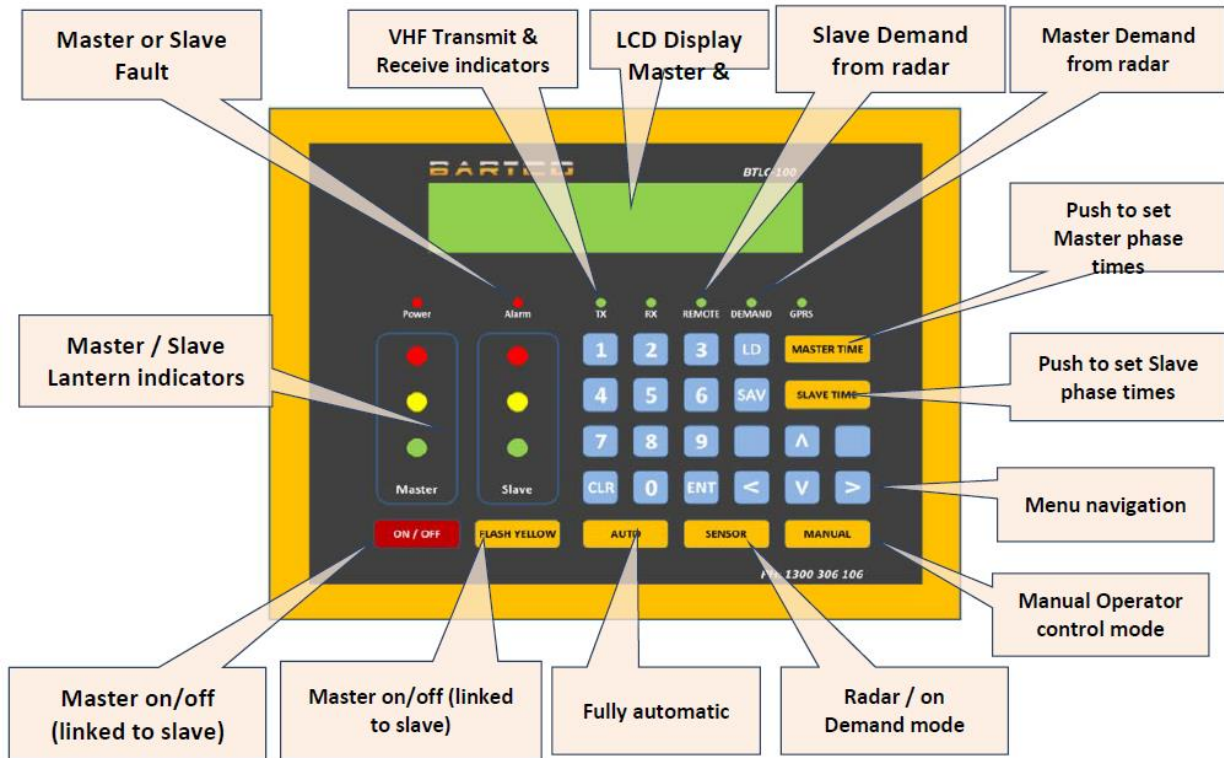 Master or Slave
Fault
VHF Transmit &
Receive indicators
LCD Display
Master &
Slave Demand
from radar
Master Demand
from radar
BARTCO
BTLC-100
Push to set
Master phase
times
Power
Alarm
TX
RX
REMOTE
DEMAND
GPRS
Master / Slave
Lantern indicators
1 2 3 LD MASTER TIME
4 5 6 SAV SLAVE TIME
7 8 9 ʌ
CLR 0 ENT < v >
Master
Slave
Push to set Slave
phase times
Menu navigation
ON / OFF
FLASH YELLOW
AUTO
SENSOR
MANUAL
1300 306 106
Manual Operator
control mode
Master on/off
(linked to slave)
Master on/off (linked
to slave)
Fully automatic
Radar / on
Demand mode